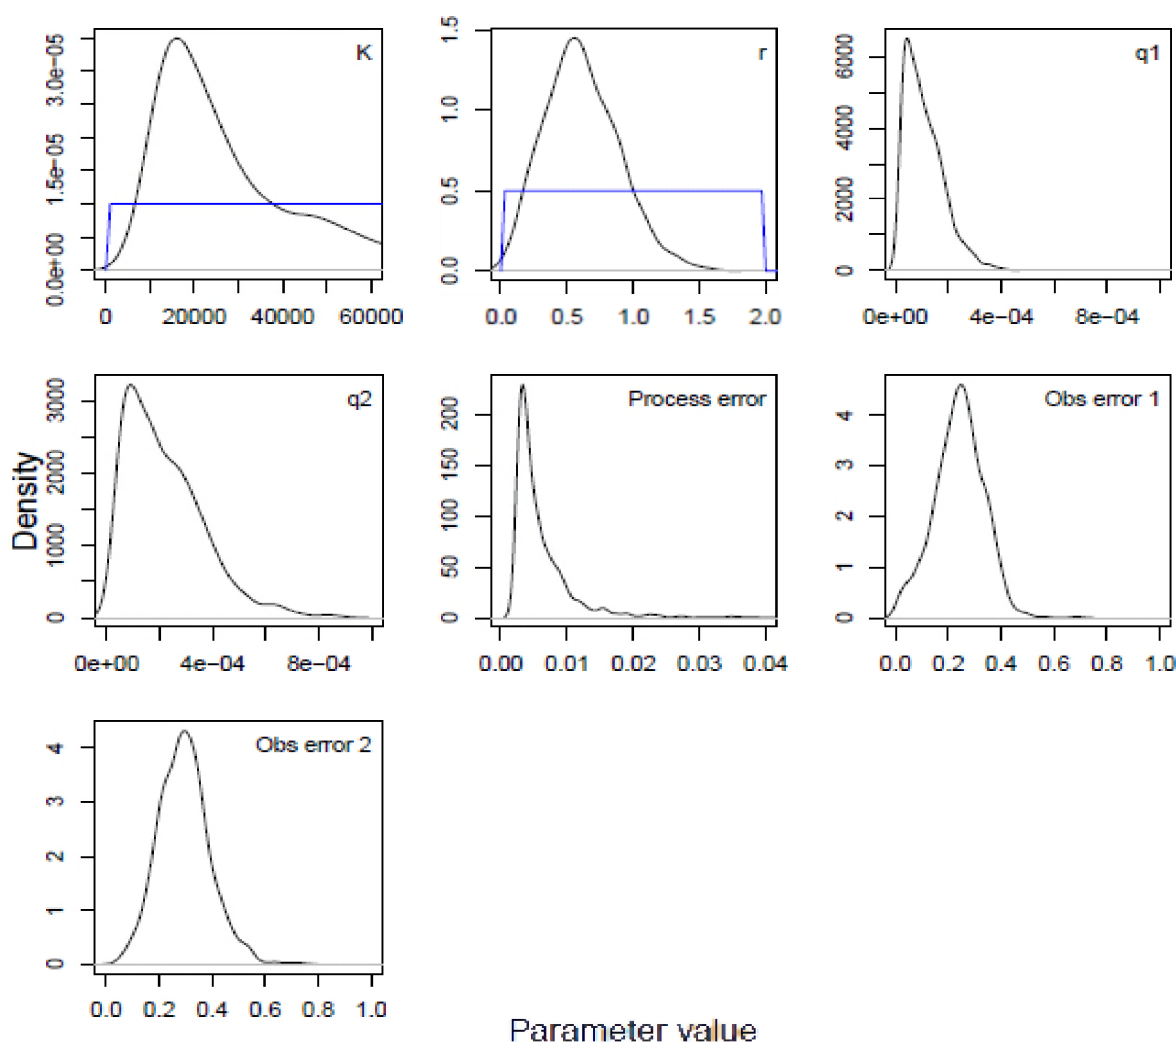 K
3.0e−05
1.5e−05
0.0e+00
0 20000 40000 60000
r
1.5
1.0
0.5
0.0
0.0 0.5 1.0 1.5 2.0
q1
6000
4000
2000
0
0e+00 4e−04 8e−04
q2
3000
2000
1000
0
0e+00 4e−04 8e−04
Process error
200
150
100
50
0
0.00 0.01 0.02 0.03 0.04
Obs error 1
4
3
2
1
0
0.0 0.2 0.4 0.6 0.8 1.0
Density
Obs error 2
4
3
2
1
0
0.0 0.2 0.4 0.6 0.8 1.0
Parameter value